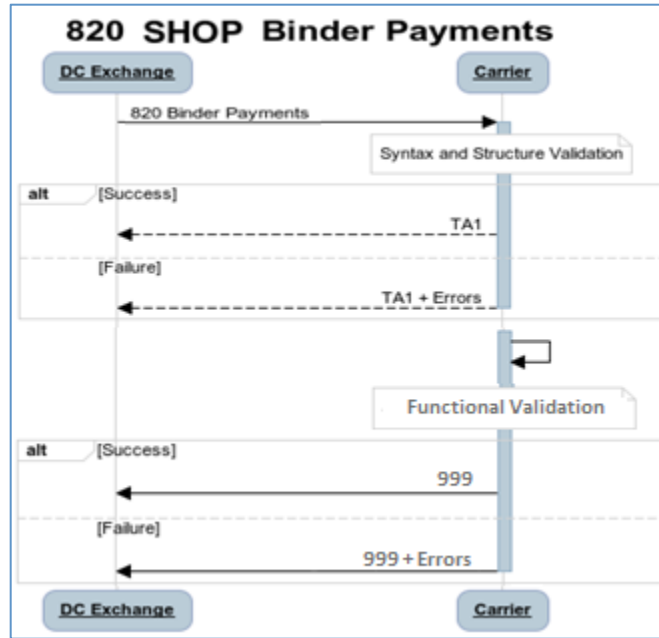 820 SHOP Binder Payments
DC Exchange
Carrier
820 Binder Payments
Syntax and Structure Validation
alt
[Success]
TA1
[Failure]
TA1 + Errors
Functional Validation
alt
[Success]
999
[Failure]
999 + Errors
DC Exchange
Carrier